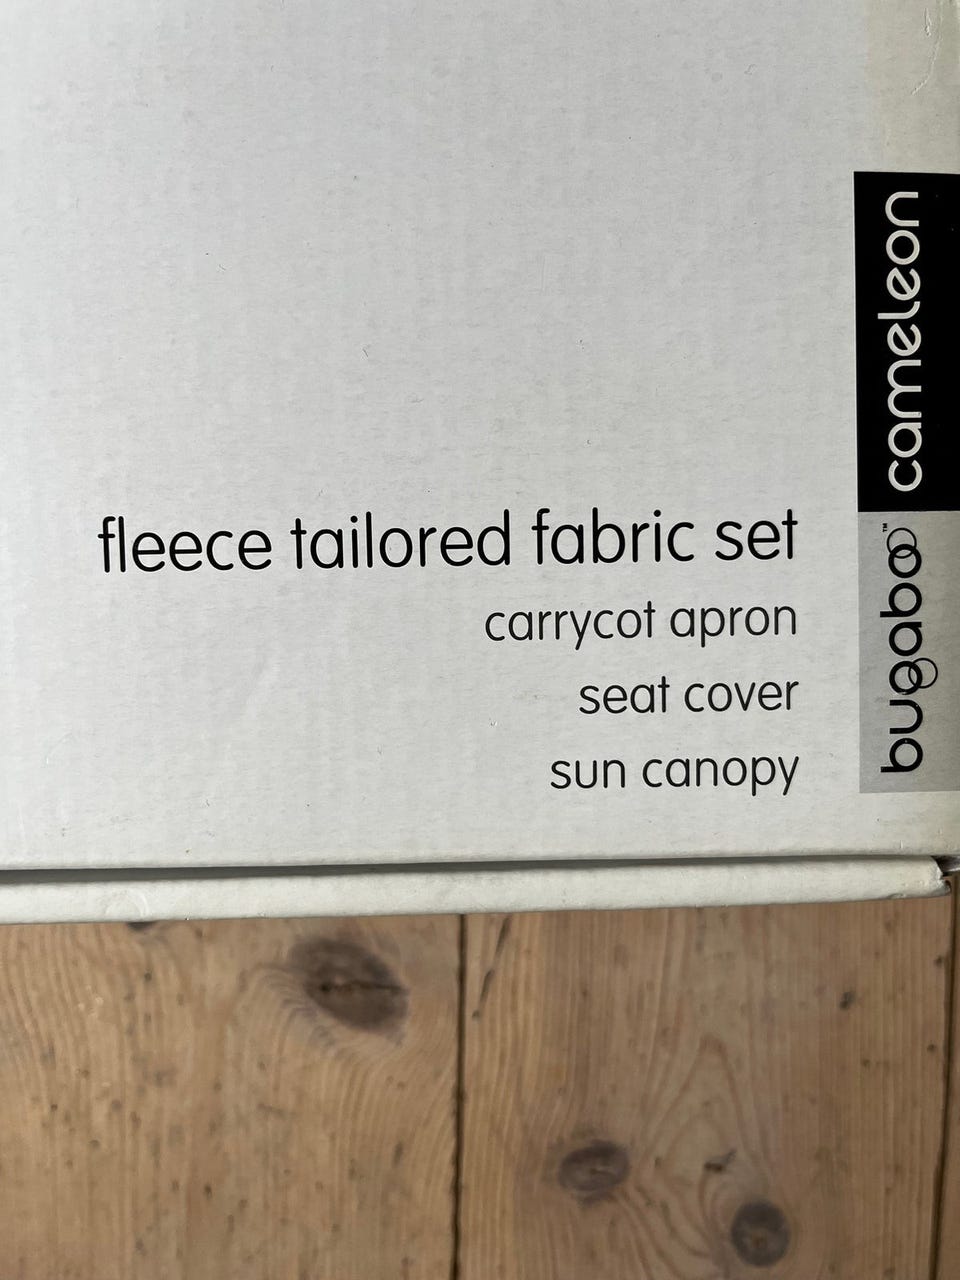 fleece tailored fabric set
carrycot apron
seat cover
sun canopy
bugaboo™ cameleon